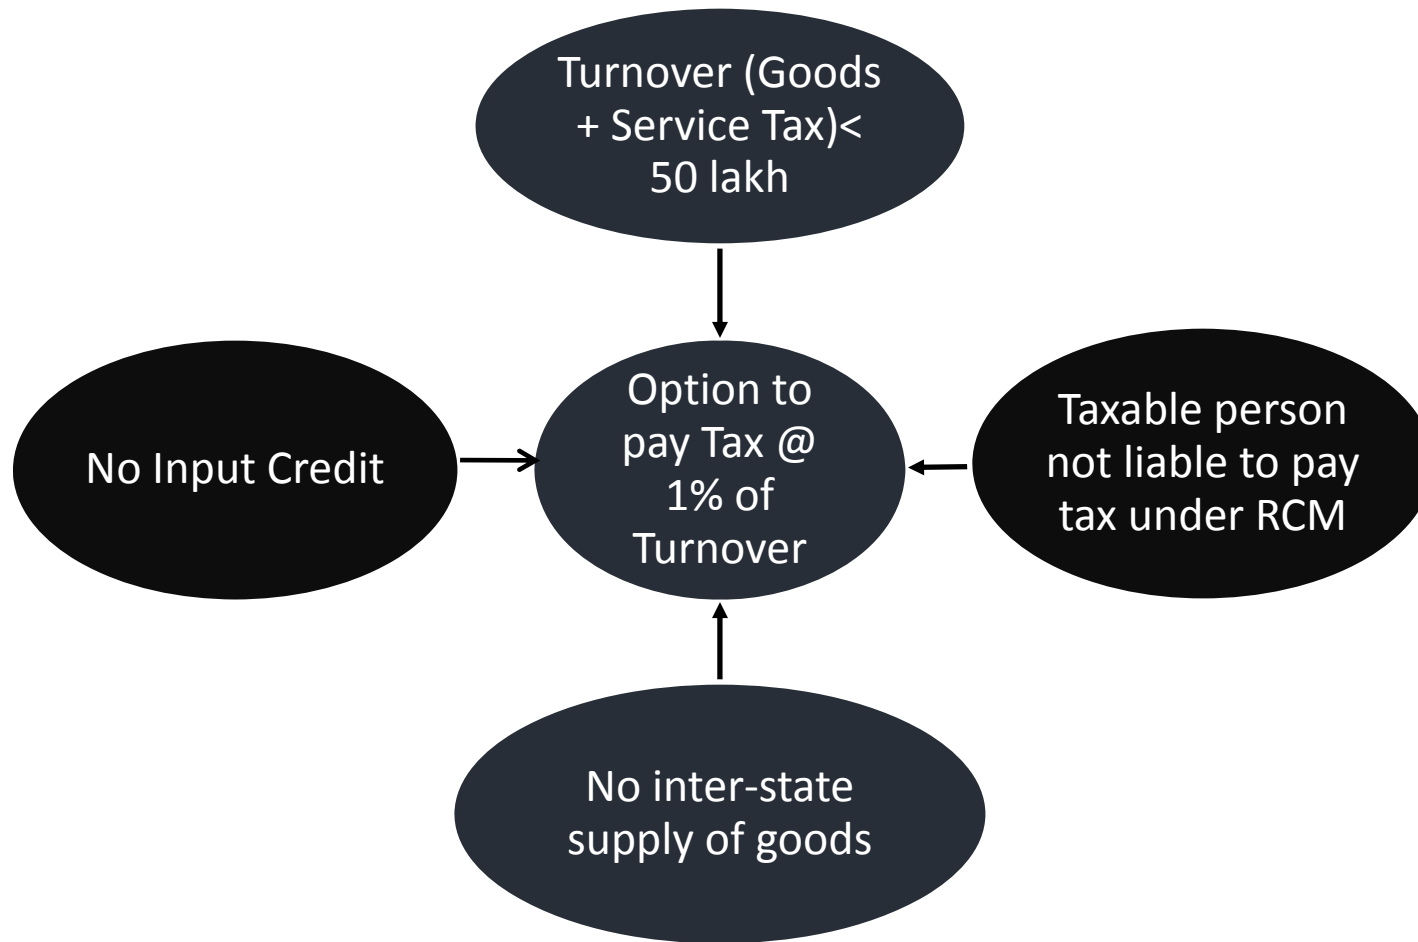 Turnover (Goods
+ Service Tax)<
50 lakh
No Input Credit
Option to
pay Tax @
1% of
Turnover
Taxable person
not liable to pay
tax under RCM
No inter-state
supply of goods